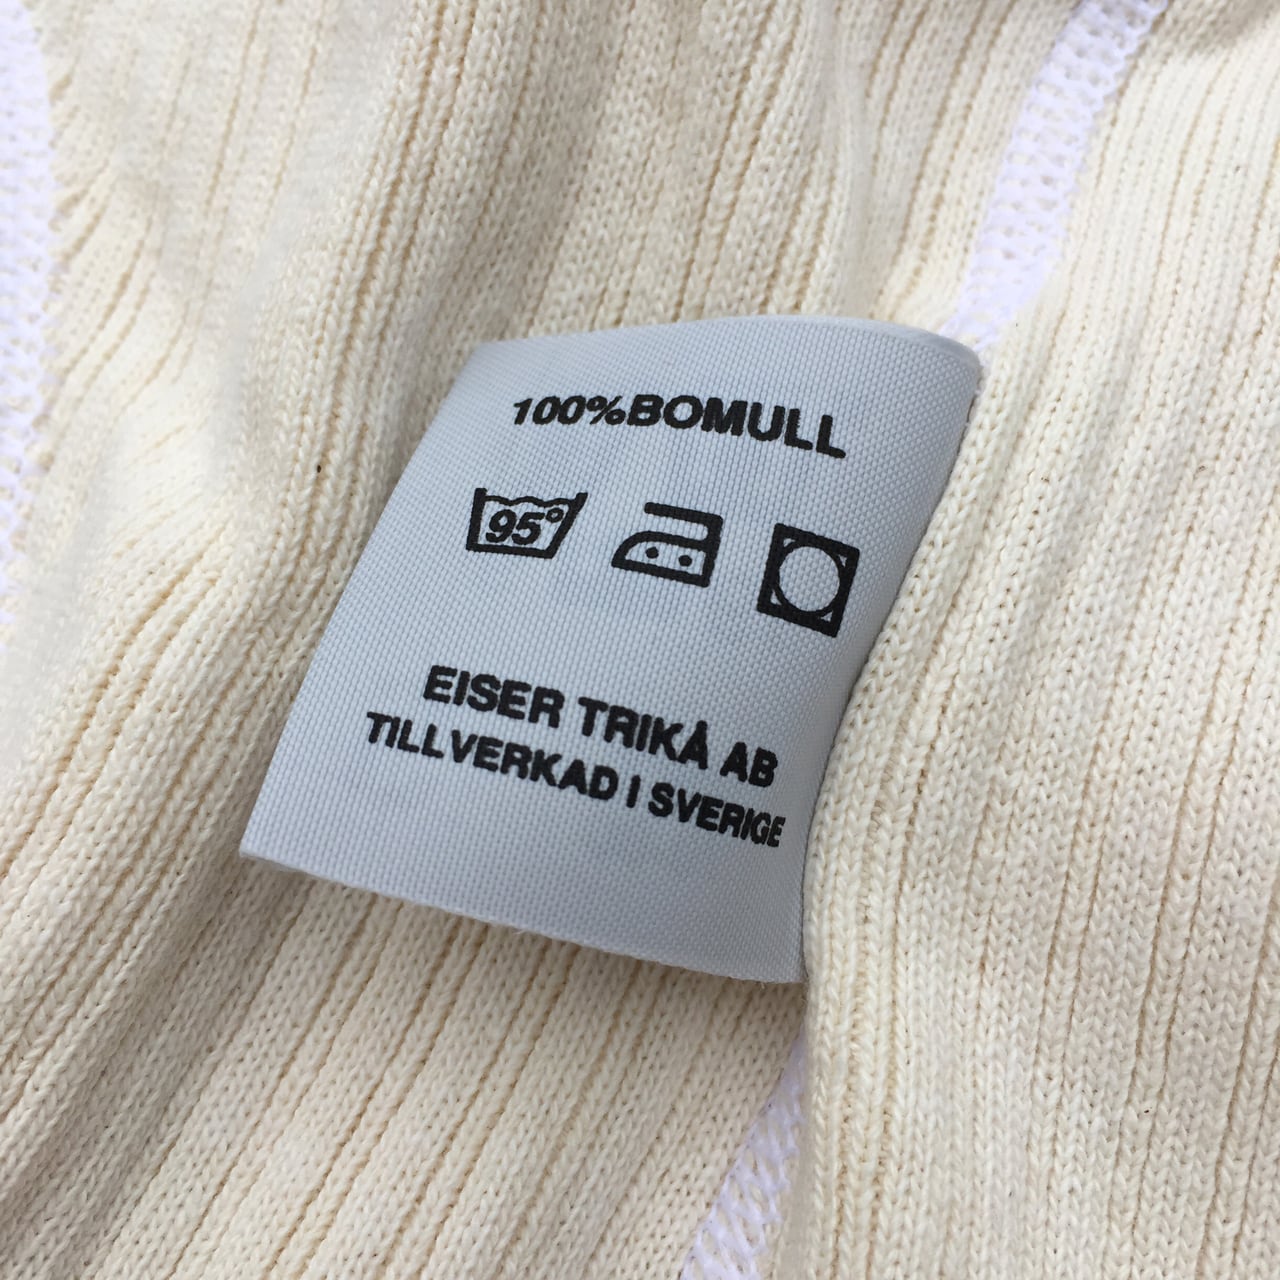 100%BOMULL
95°
EISER TRIKÅ AB
TILLVERKAD I SVERIGE